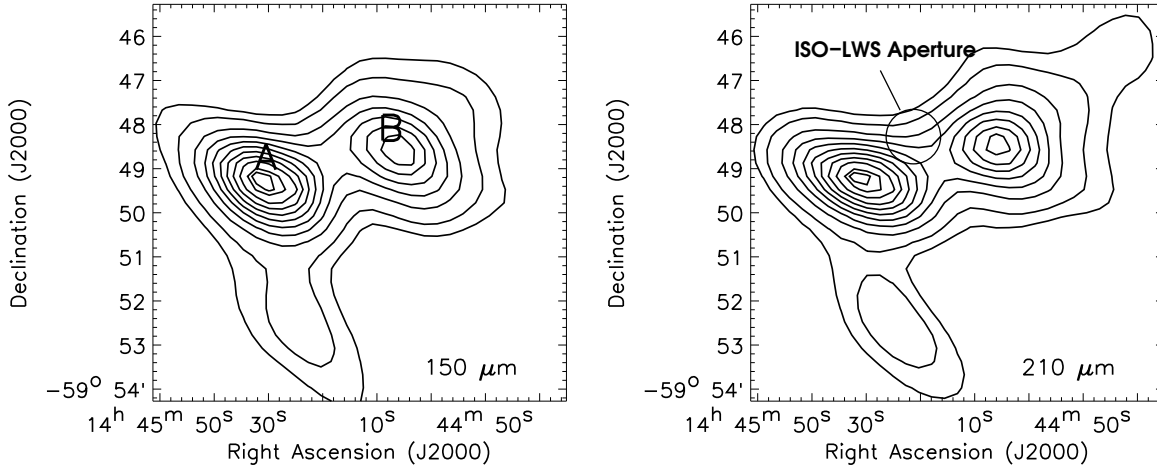 46
47
48
49
50
51
52
53
−59° 54'
Declination (J2000)
A
B
150 μm
14ʰ 45ᵐ 50ˢ 30ˢ 10ˢ 44ᵐ 50ˢ
Right Ascension (J2000)
46
47
48
49
50
51
52
53
−59° 54'
Declination (J2000)
ISO−LWS Aperture
210 μm
14ʰ 45ᵐ 50ˢ 30ˢ 10ˢ 44ᵐ 50ˢ
Right Ascension (J2000)